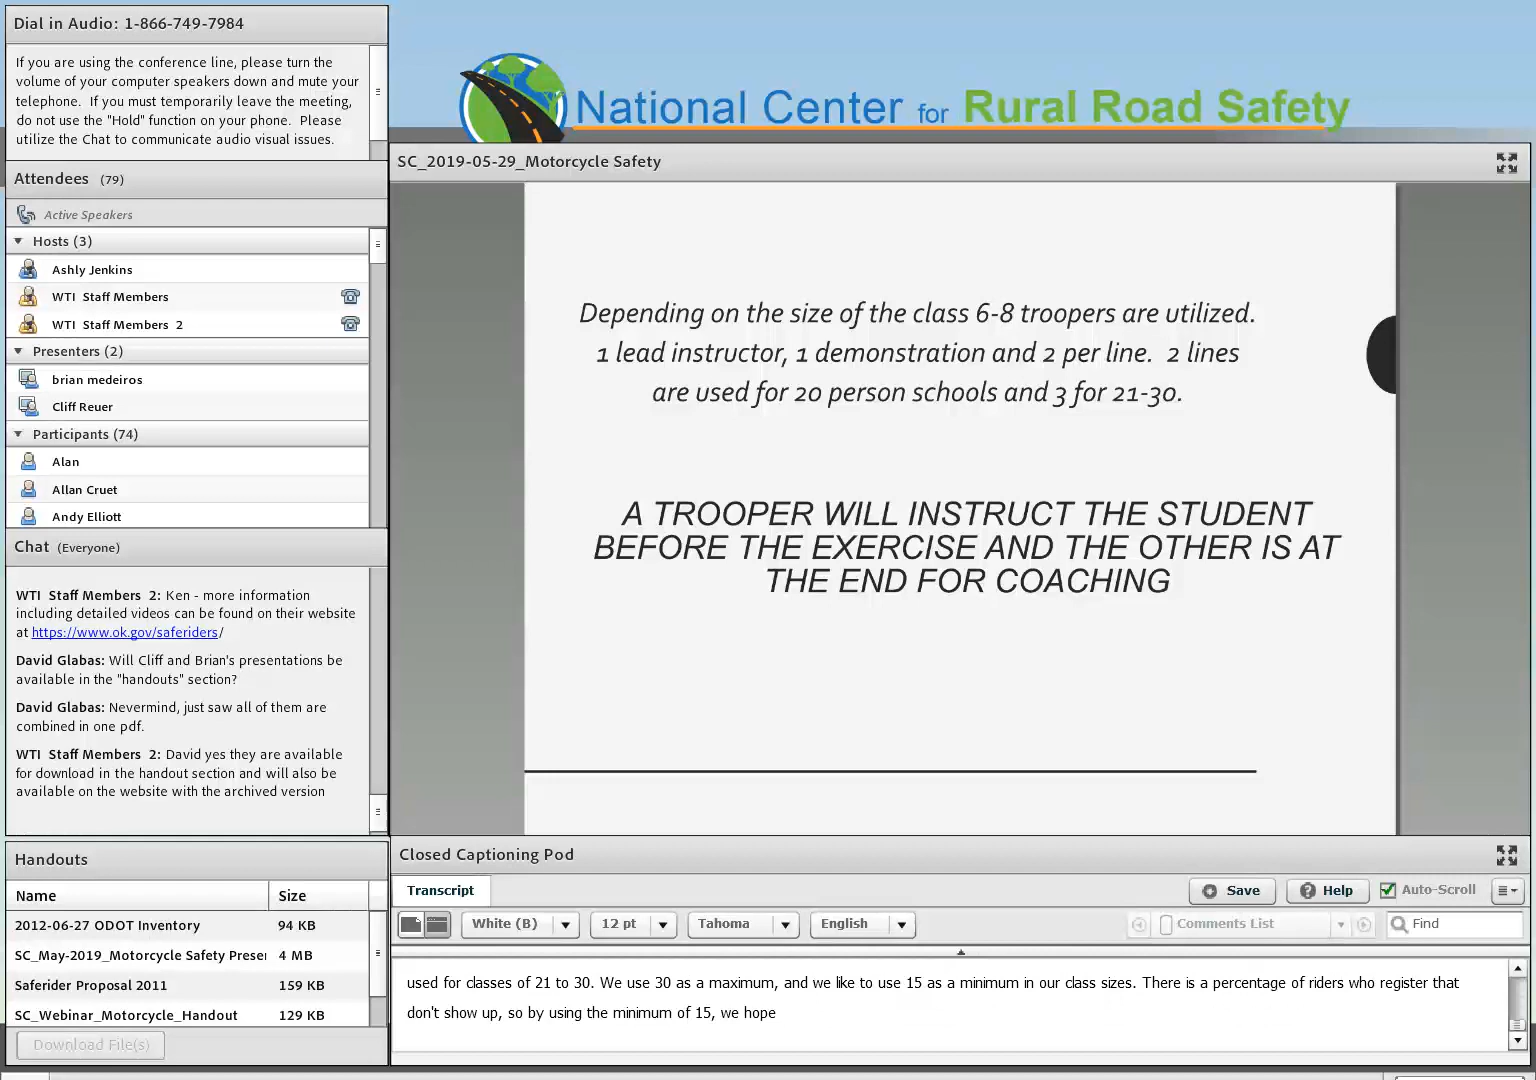 Dial in Audio: 1-866-749-7984
If you are using the conference line, please turn the
volume of your computer speakers down and mute your
telephone.  If you must temporarily leave the meeting,
do not use the "Hold" function on your phone.  Please
utilize the Chat to communicate audio visual issues.
National Center for Rural Road Safety
Attendees (79)
Active Speakers
Hosts (3)
Ashly Jenkins
WTI Staff Members
WTI Staff Members 2
Presenters (2)
brian medeiros
Cliff Reuer
Participants (74)
Alan
Allan Cruet
Andy Elliott
Chat (Everyone)
WTI Staff Members 2: Ken - more information
including detailed videos can be found on their website
at https://www.ok.gov/saferiders/
David Glabas: Will Cliff and Brian's presentations be
available in the "handouts" section?
David Glabas: Nevermind, just saw all of them are
combined in one pdf.
WTI Staff Members 2: David yes they are available
for download in the handout section and will also be
available on the website with the archived version
Handouts
Name Size
2012-06-27 ODOT Inventory 94 KB
SC_May-2019_Motorcycle Safety Preser 4 MB
Saferider Proposal 2011 159 KB
SC_Webinar_Motorcycle_Handout 129 KB
Download File(s)
SC_2019-05-29_Motorcycle Safety
Depending on the size of the class 6-8 troopers are utilized.
1 lead instructor, 1 demonstration and 2 per line.  2 lines
are used for 20 person schools and 3 for 21-30.
A TROOPER WILL INSTRUCT THE STUDENT
BEFORE THE EXERCISE AND THE OTHER IS AT
THE END FOR COACHING
Closed Captioning Pod
Transcript Save Help Auto-Scroll
White (B) 12 pt Tahoma English Comments List Find
used for classes of 21 to 30. We use 30 as a maximum, and we like to use 15 as a minimum in our class sizes. There is a percentage of riders who register that
don't show up, so by using the minimum of 15, we hope